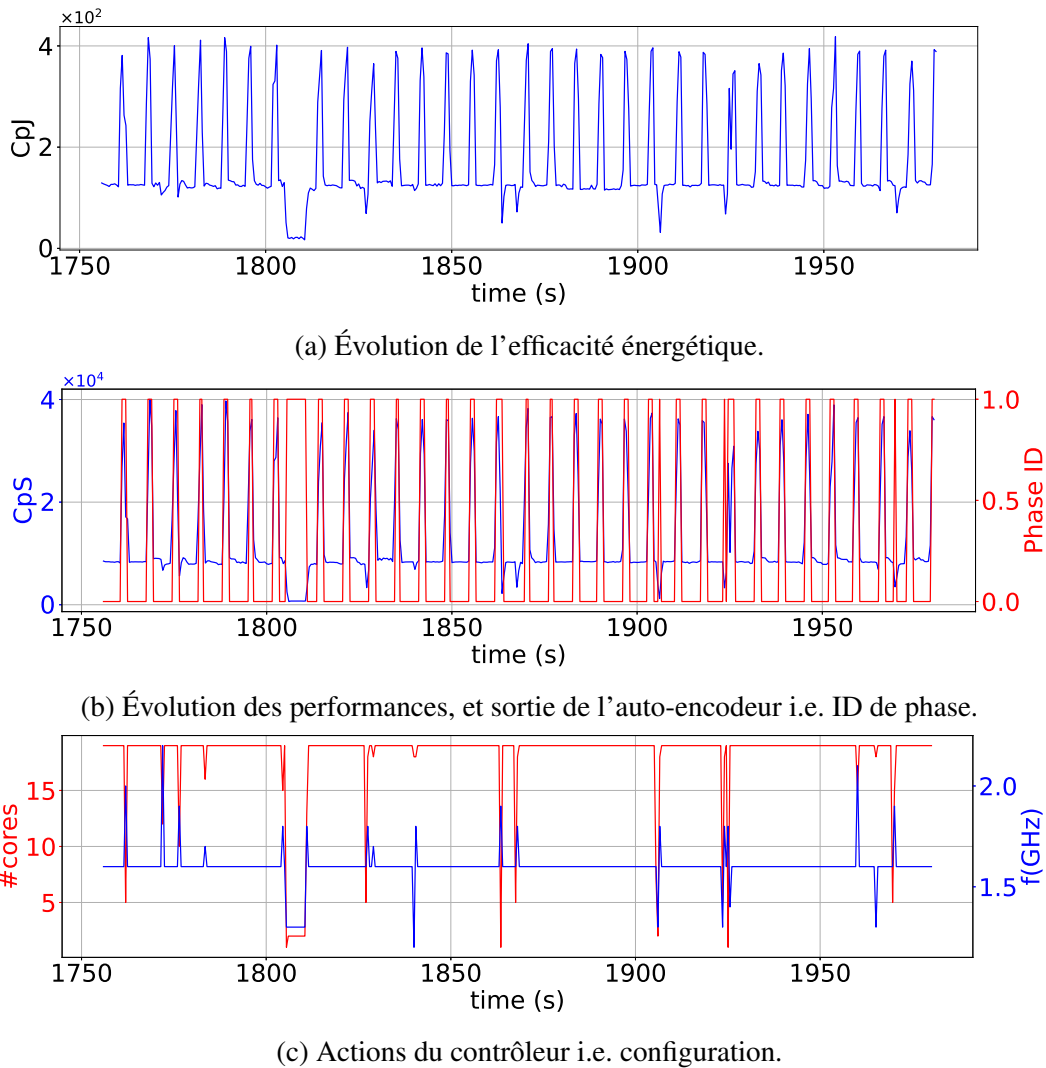 ×10²
4
2
0
CpJ
1750 1800 1850 1900 1950
time (s)
(a) Évolution de l'efficacité énergétique.
×10⁴
4
2
0
CpS
1.0
0.5
0.0
Phase ID
1750 1800 1850 1900 1950
time (s)
(b) Évolution des performances, et sortie de l'auto-encodeur i.e. ID de phase.
15
10
5
#cores
2.0
1.5
f(GHz)
1750 1800 1850 1900 1950
time (s)
(c) Actions du contrôleur i.e. configuration.